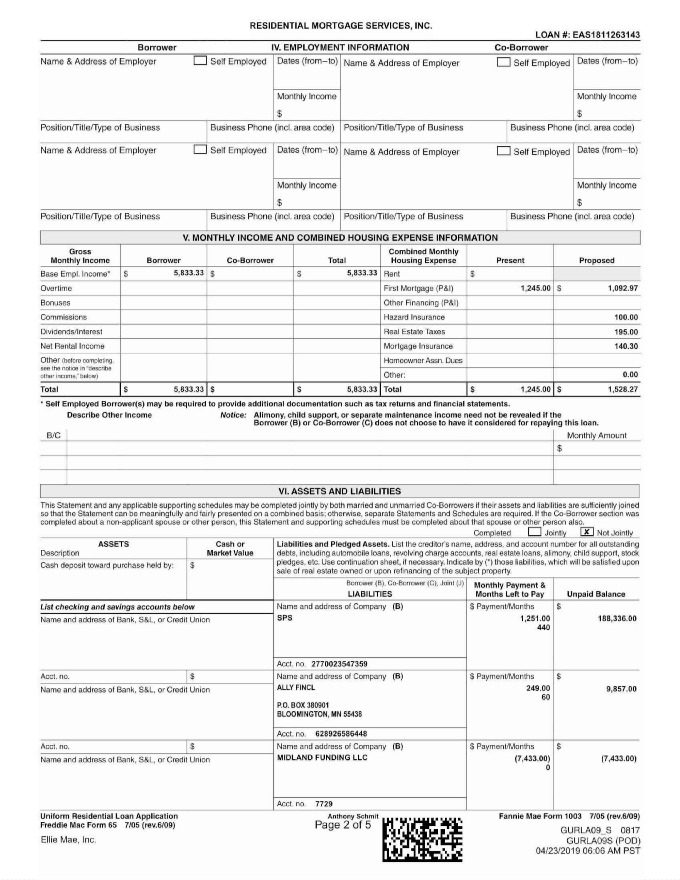 RESIDENTIAL MORTGAGE SERVICES, INC.
LOAN #: EAS1811263143
Borrower IV. EMPLOYMENT INFORMATION Co-Borrower
Name & Address of Employer Self Employed Dates (from–to) Name & Address of Employer Self Employed Dates (from–to)
Monthly Income Monthly Income
$ $
Position/Title/Type of Business Business Phone (incl. area code) Position/Title/Type of Business Business Phone (incl. area code)
Name & Address of Employer Self Employed Dates (from–to) Name & Address of Employer Self Employed Dates (from–to)
Monthly Income Monthly Income
$ $
Position/Title/Type of Business Business Phone (incl. area code) Position/Title/Type of Business Business Phone (incl. area code)
V. MONTHLY INCOME AND COMBINED HOUSING EXPENSE INFORMATION
Gross Monthly Income Borrower Co-Borrower Total Combined Monthly Housing Expense Present Proposed
Base Empl. Income* $ 5,833.33 $ $ 5,833.33 Rent $
Overtime First Mortgage (P&I) 1,245.00 $ 1,092.97
Bonuses Other Financing (P&I)
Commissions Hazard Insurance 100.00
Dividends/Interest Real Estate Taxes 195.00
Net Rental Income Mortgage Insurance 140.30
Other (before completing, Homeowner Assn. Dues
see the notice in "describe
other income," below) Other: 0.00
Total $ 5,833.33 $ $ 5,833.33 Total $ 1,245.00 $ 1,528.27
* Self Employed Borrower(s) may be required to provide additional documentation such as tax returns and financial statements.
Describe Other Income Notice: Alimony, child support, or separate maintenance income need not be revealed if the
Borrower (B) or Co-Borrower (C) does not choose to have it considered for repaying this loan.
B/C Monthly Amount
$
VI. ASSETS AND LIABILITIES
This Statement and any applicable supporting schedules may be completed jointly by both married and unmarried Co-Borrowers if their assets and liabilities are sufficiently joined
so that the Statement can be meaningfully and fairly presented on a combined basis; otherwise, separate Statements and Schedules are required. If the Co-Borrower section was
completed about a non-applicant spouse or other person, this Statement and supporting schedules must be completed about that spouse or other person also.
Completed Jointly X Not Jointly
ASSETS
Description
Cash or
Market Value
Cash deposit toward purchase held by: $
Liabilities and Pledged Assets. List the creditor's name, address, and account number for all outstanding
debts, including automobile loans, revolving charge accounts, real estate loans, alimony, child support, stock
pledges, etc. Use continuation sheet, if necessary. Indicate by (*) those liabilities, which will be satisfied upon
sale of real estate owned or upon refinancing of the subject property.
Borrower (B), Co-Borrower (C), Joint (J)
LIABILITIES
Monthly Payment &
Months Left to Pay
Unpaid Balance
List checking and savings accounts below Name and address of Company (B) $ Payment/Months $
Name and address of Bank, S&L, or Credit Union SPS 1,251.00 188,336.00
440
Acct. no. 2770023547359
Acct. no. $ Name and address of Company (B) $ Payment/Months $
Name and address of Bank, S&L, or Credit Union ALLY FINCL 249.00 9,857.00
60
P.O. BOX 380901
BLOOMINGTON, MN 55438
Acct. no. 628926586448
Acct. no. $ Name and address of Company (B) $ Payment/Months $
Name and address of Bank, S&L, or Credit Union MIDLAND FUNDING LLC (7,433.00) (7,433.00)
0
Acct. no. 7729
Uniform Residential Loan Application Anthony Schmit Fannie Mae Form 1003 7/05 (rev.6/09)
Freddie Mac Form 65 7/05 (rev.6/09) Page 2 of 5
GURLA09_S 0817
Ellie Mae, Inc. GURLA09S (POD)
04/23/2019 06:06 AM PST